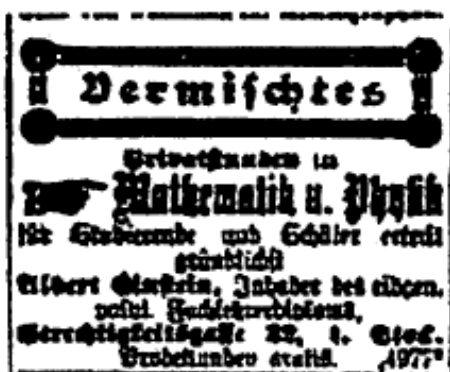 Vermischtes
Privatstunden in
Mathematik u. Physik
für Studierende und Schüler erteilt
gründlichst
Albert Einstein, Inhaber des eidgen.
polyt. Fachlehrerdiploms,
Gerechtigkeitsgasse 32, 1. Stock.
Probestunden gratis.